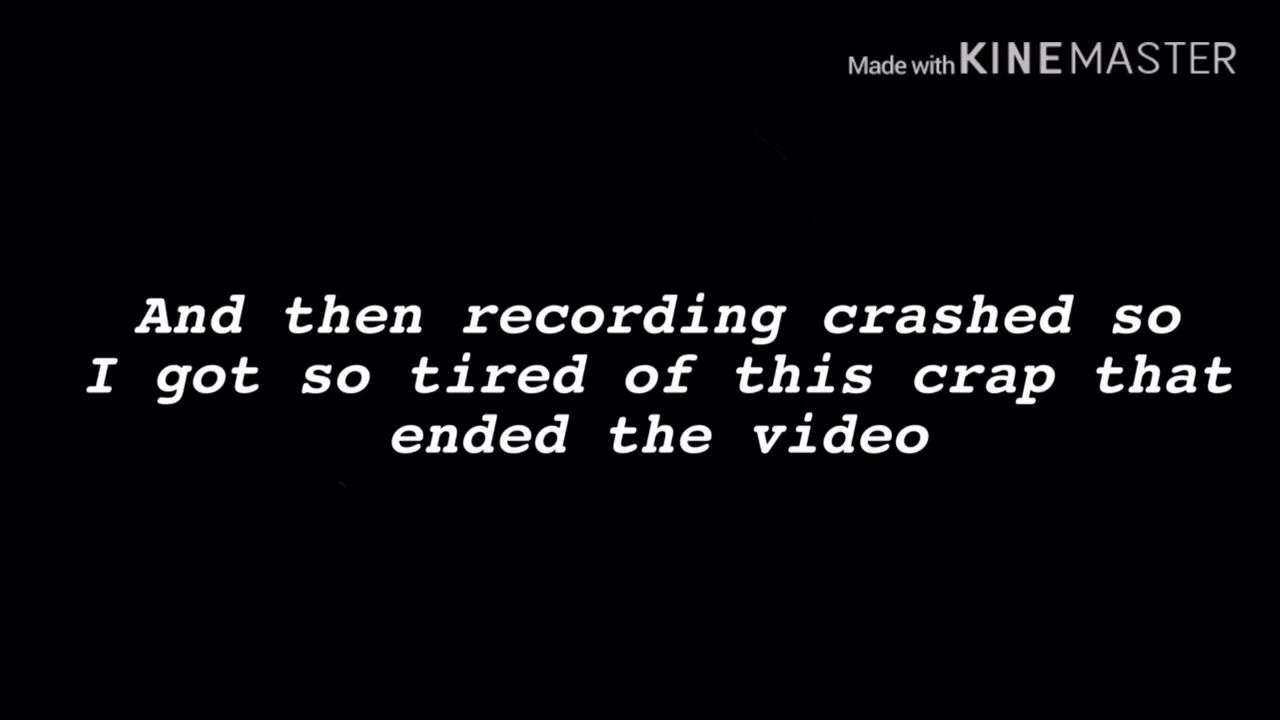 Made with KINEMASTER
And then recording crashed so
I got so tired of this crap that
ended the video